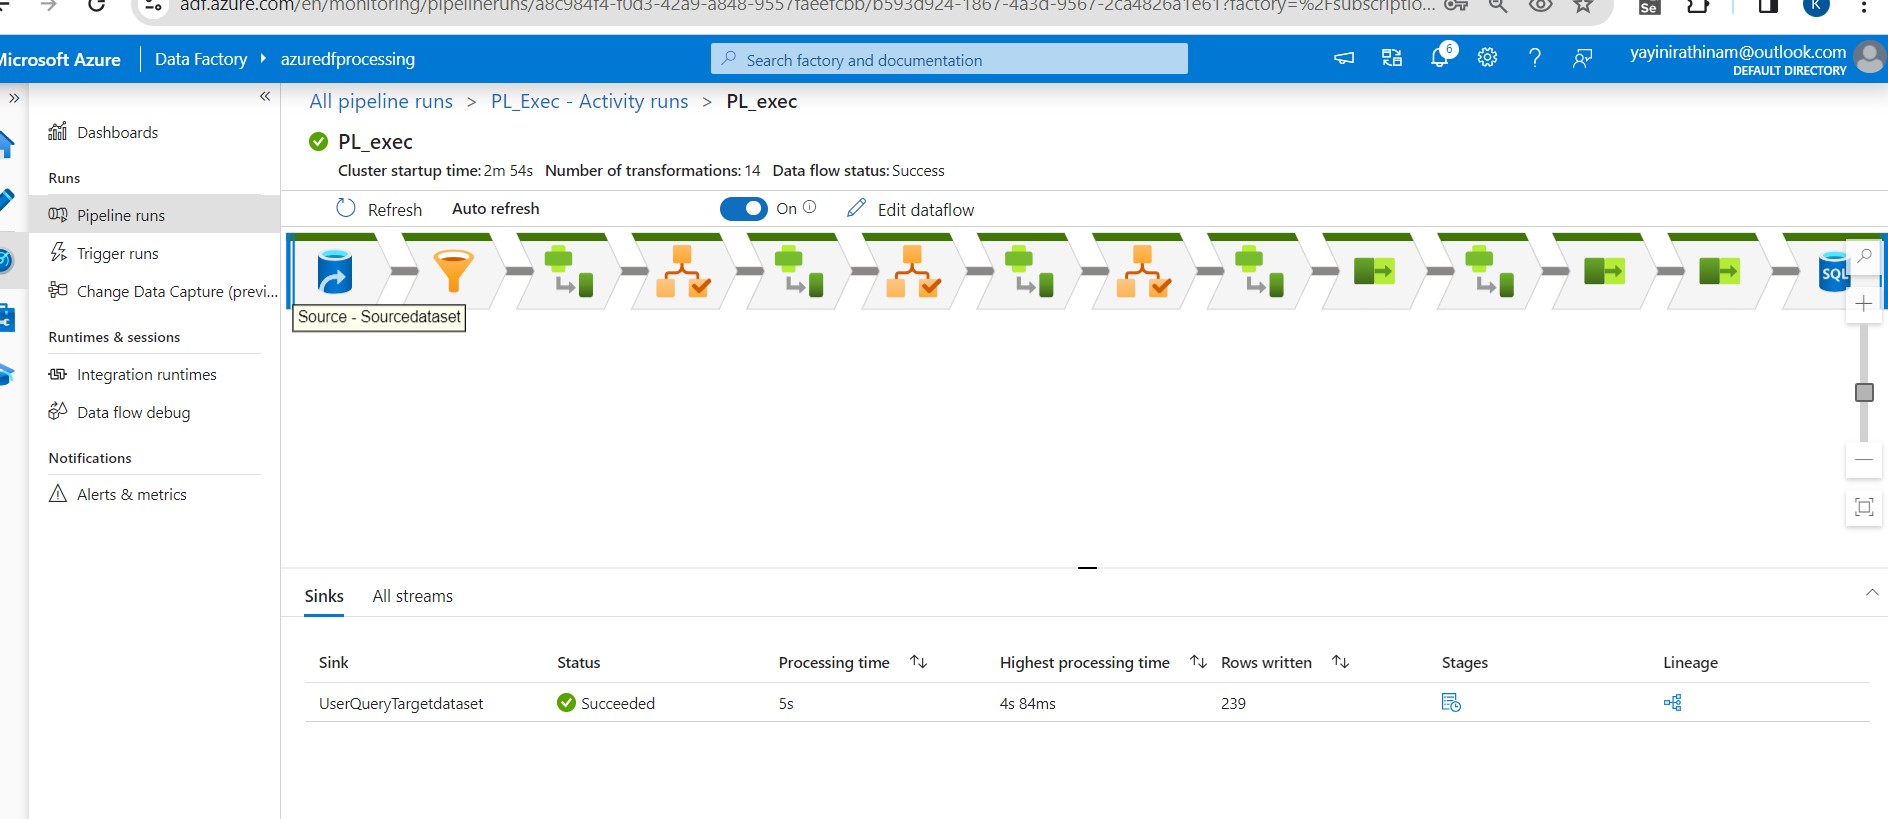 adf.azure.com/en/monitoring/pipelineruns/a8c984f4-f0d3-42a9-a848-9557faeefcbb/b593d924-1867-4a3d-9567-2ca4826a1e61?factory=%2Fsubscriptio...
Se
K
Microsoft Azure
Data Factory
azuredfprocessing
Search factory and documentation
6
yayinirathinam@outlook.com
DEFAULT DIRECTORY
All pipeline runs > PL_Exec - Activity runs > PL_exec
Dashboards
PL_exec
Cluster startup time: 2m 54s Number of transformations: 14 Data flow status: Success
Runs
Pipeline runs
Refresh
Auto refresh
On
Edit dataflow
Trigger runs
Change Data Capture (previ...
SQL
Source - Sourcedataset
Runtimes & sessions
Integration runtimes
Data flow debug
Notifications
Alerts & metrics
Sinks
All streams
Sink Status Processing time Highest processing time Rows written Stages Lineage
UserQueryTargetdataset Succeeded 5s 4s 84ms 239